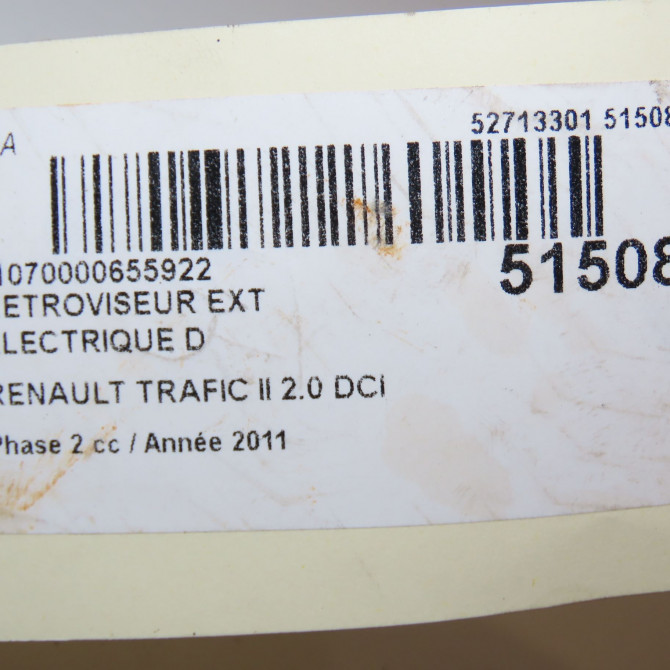 A
52713301 51508
1070000655922
51508
ETROVISEUR EXT
LECTRIQUE D
RENAULT TRAFIC II 2.0 DCI
Phase 2 cc / Année 2011